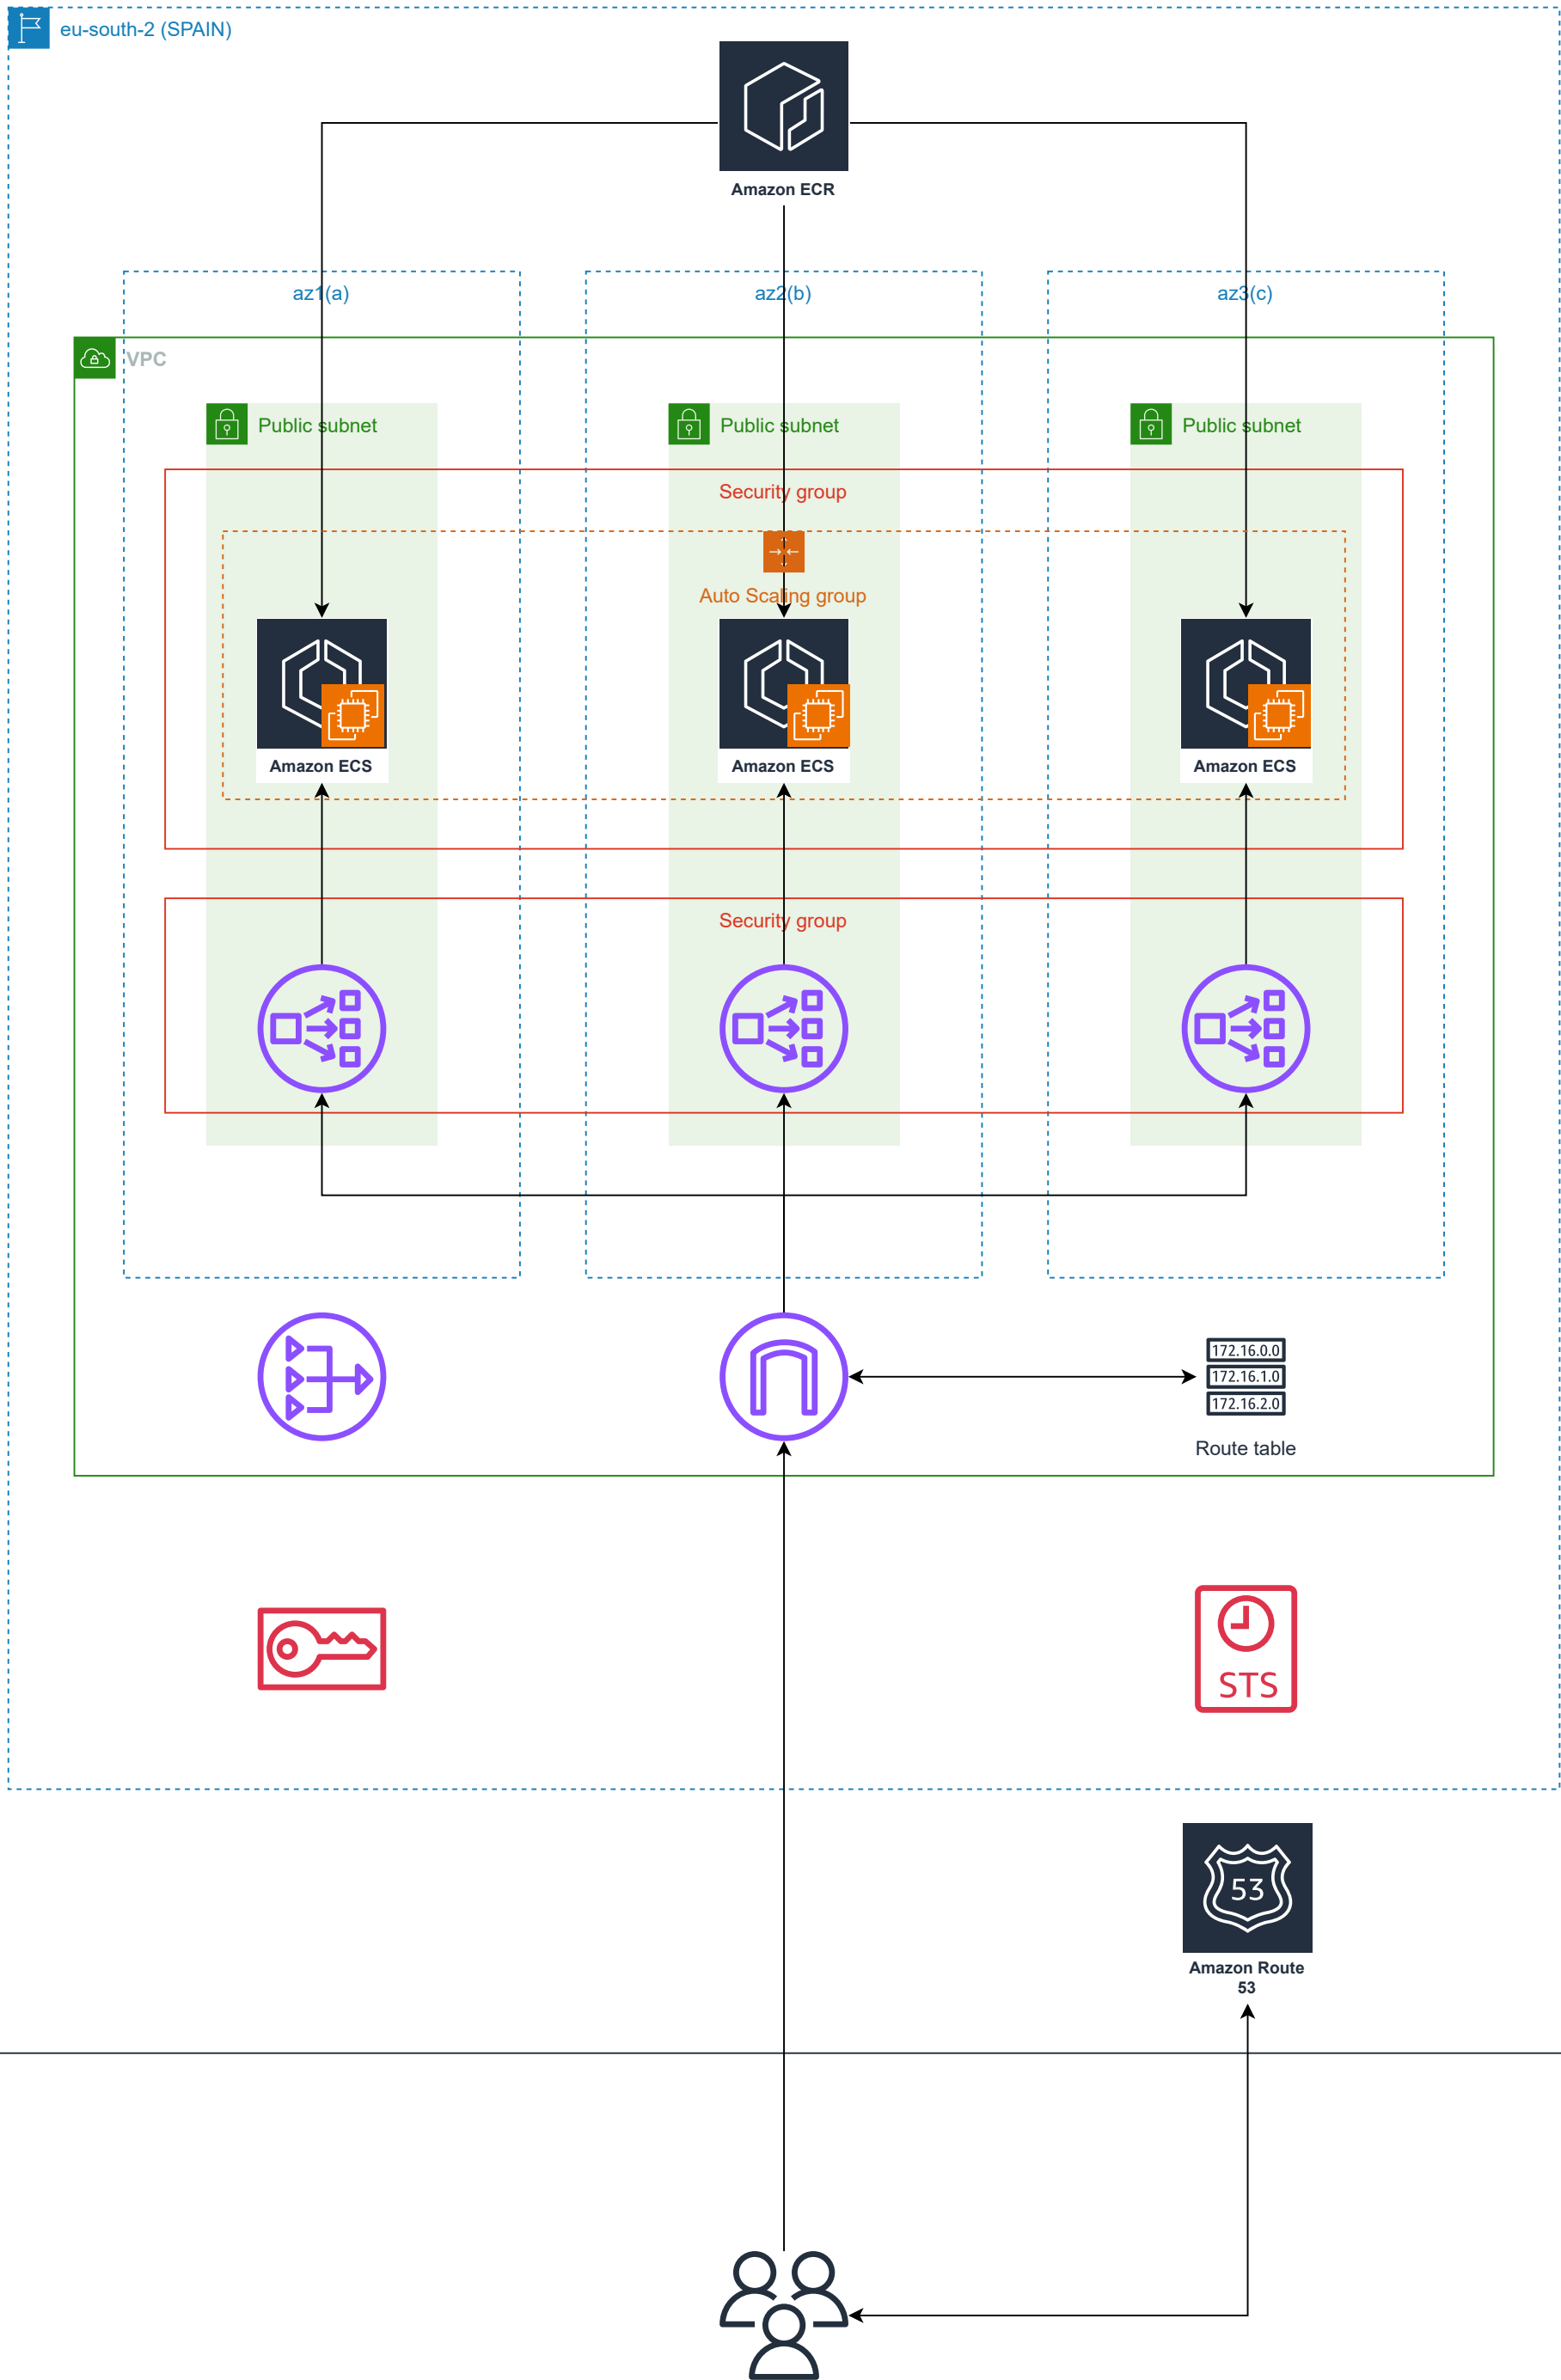 eu-south-2 (SPAIN)
Amazon ECR
az1(a)
az2(b)
az3(c)
VPC
Public subnet
Public subnet
Public subnet
Security group
Auto Scaling group
Amazon ECS
Amazon ECS
Amazon ECS
Security group
172.16.0.0
172.16.1.0
172.16.2.0
Route table
STS
53
Amazon Route
53